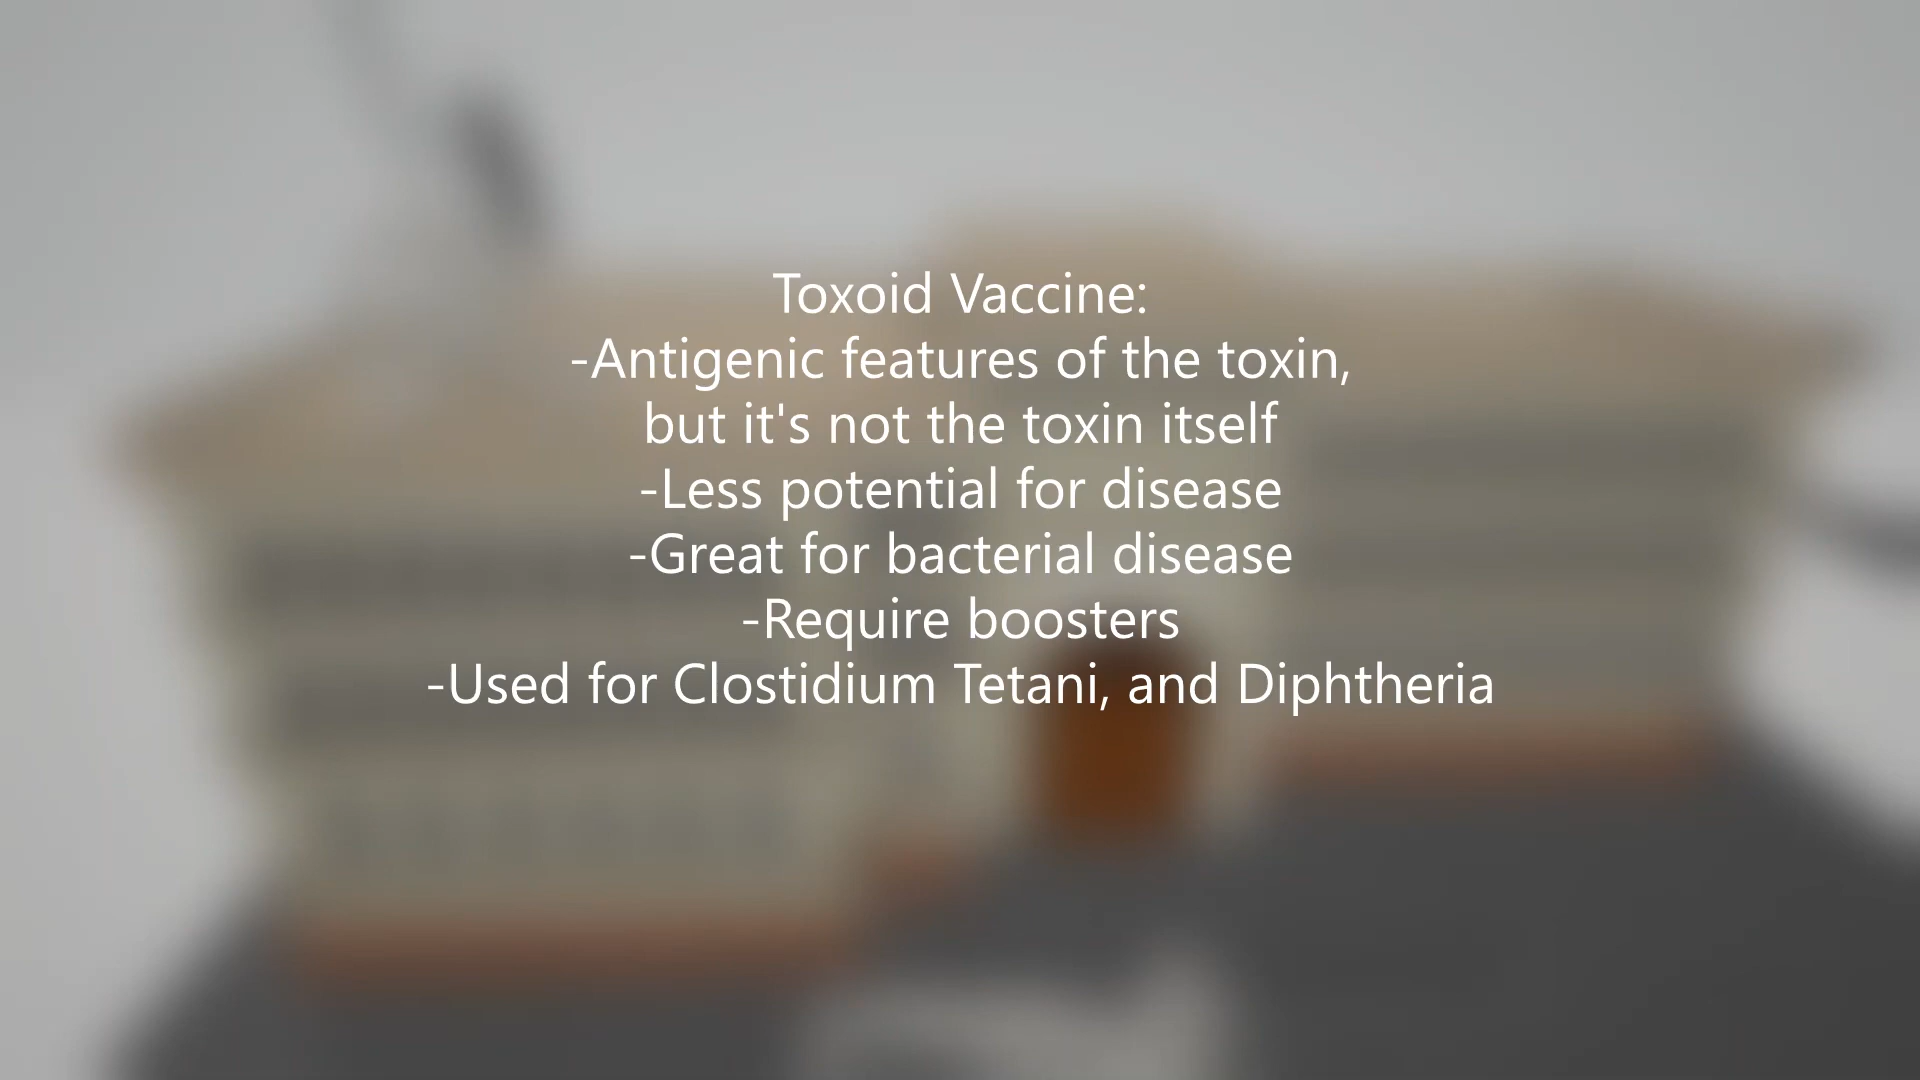 Toxoid Vaccine:
-Antigenic features of the toxin,
but it's not the toxin itself
-Less potential for disease
-Great for bacterial disease
-Require boosters
-Used for Clostidium Tetani, and Diphtheria